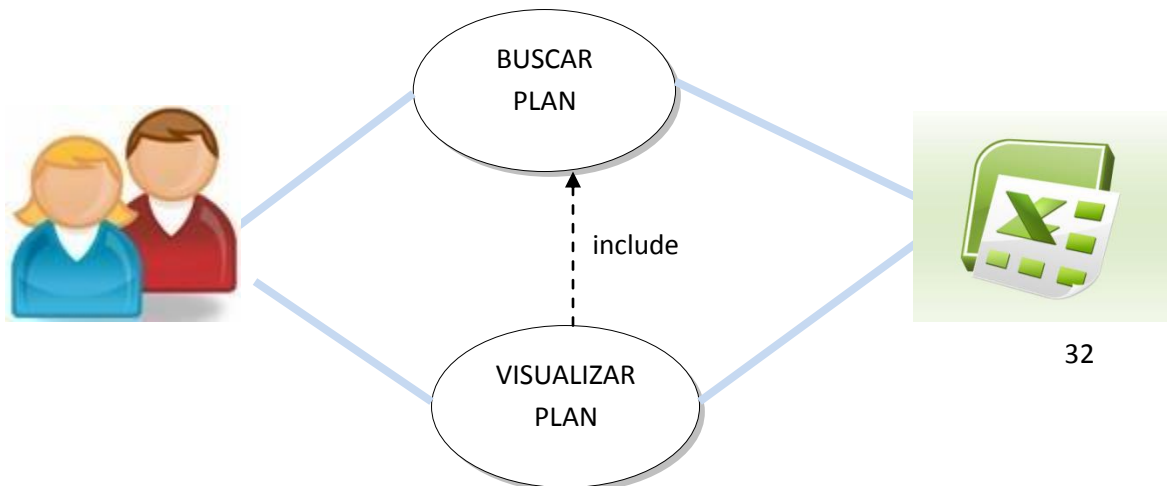 BUSCAR
PLAN
include
32
VISUALIZAR
PLAN